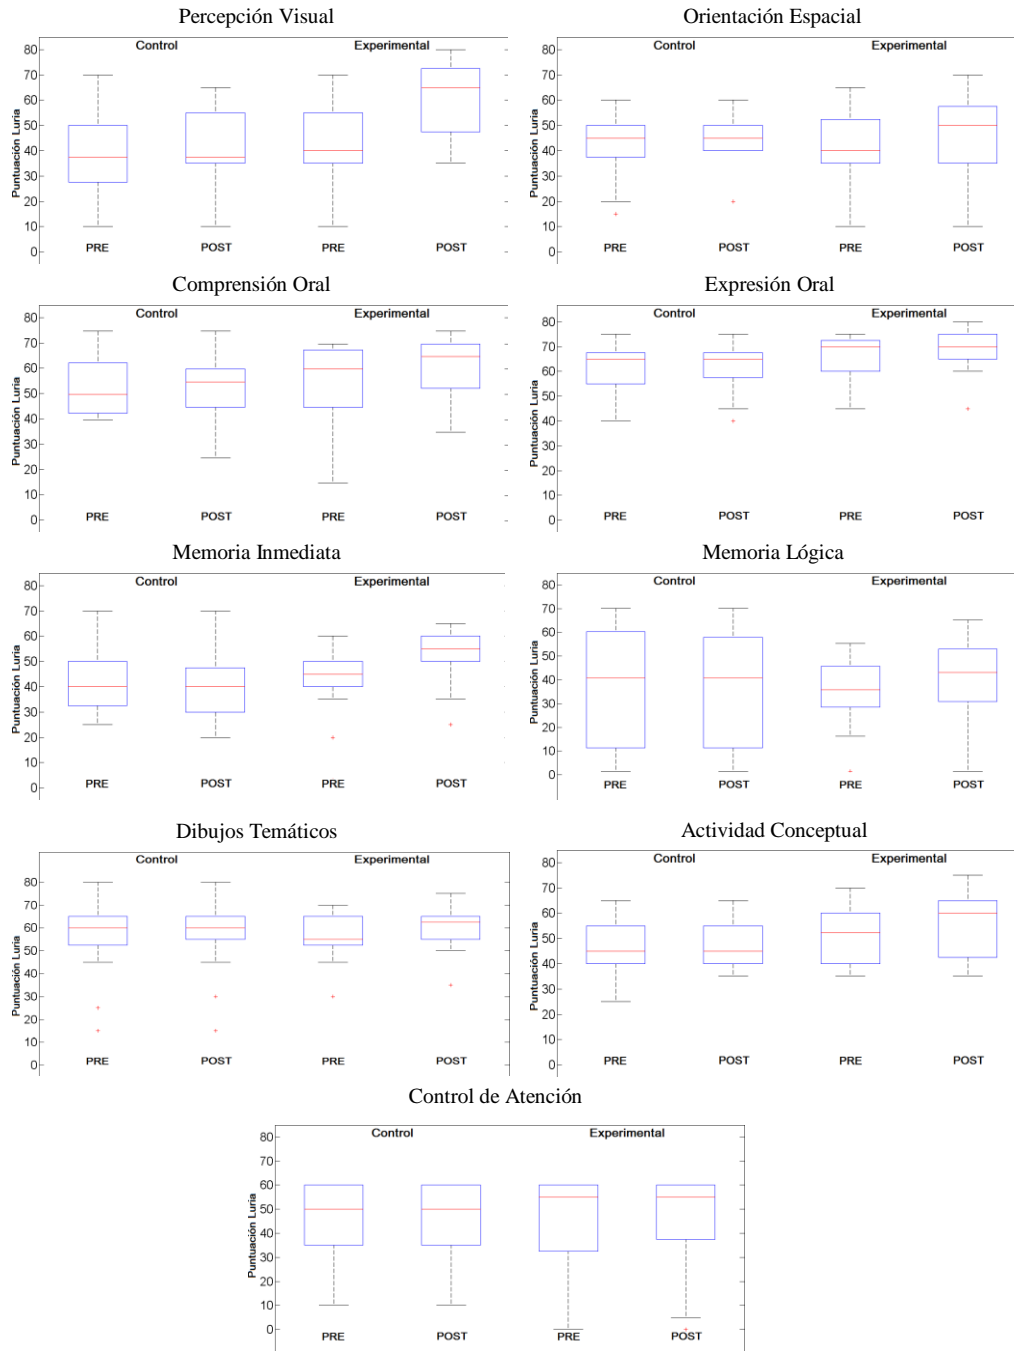 Percepción Visual
Control Experimental
Puntuación Luria
80
70
60
50
40
30
20
10
0
PRE POST PRE POST
Orientación Espacial
Control Experimental
Puntuación Luria
80
70
60
50
40
30
20
10
0
PRE POST PRE POST
Comprensión Oral
Control Experimental
Puntuación Luria
80
70
60
50
40
30
20
10
0
PRE POST PRE POST
Expresión Oral
Control Experimental
Puntuación Luria
80
70
60
50
40
30
20
10
0
PRE POST PRE POST
Memoria Inmediata
Control Experimental
Puntuación Luria
80
70
60
50
40
30
20
10
0
PRE POST PRE POST
Memoria Lógica
Control Experimental
Puntuación Luria
80
70
60
50
40
30
20
10
0
PRE POST PRE POST
Dibujos Temáticos
Control Experimental
Puntuación Luria
80
70
60
50
40
30
20
10
0
PRE POST PRE POST
Actividad Conceptual
Control Experimental
Puntuación Luria
80
70
60
50
40
30
20
10
0
PRE POST PRE POST
Control de Atención
Control Experimental
Puntuación Luria
80
70
60
50
40
30
20
10
0
PRE POST PRE POST